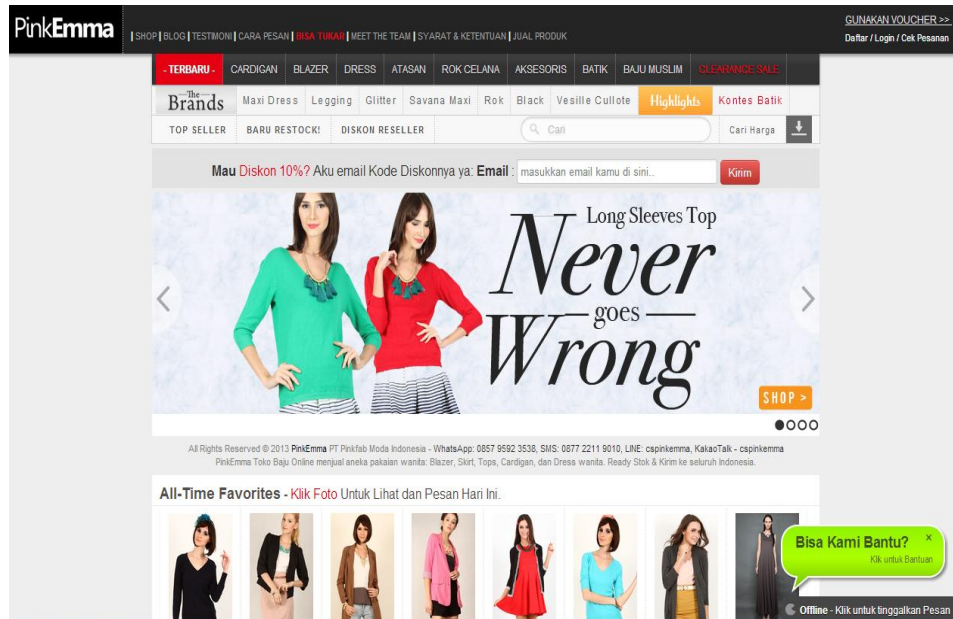 PinkEmma
| SHOP | BLOG | TESTIMONI | CARA PESAN | BISA TUKAR | MEET THE TEAM | SYARAT & KETENTUAN | JUAL PRODUK
GUNAKAN VOUCHER >>
Daftar / Login / Cek Pesanan
- TERBARU - CARDIGAN BLAZER DRESS ATASAN ROK CELANA AKSESORIS BATIK BAJU MUSLIM CLEARANCE SALE
The Brands Maxi Dress Legging Glitter Savana Maxi Rok Black Vesille Cullote Highlights Kontes Batik
TOP SELLER BARU RESTOCK! DISKON RESELLER Cari Cari Harga
Mau Diskon 10%? Aku email Kode Diskonnya ya: Email : masukkan email kamu di sini.. Kirim
Long Sleeves Top
Never
goes
Wrong
SHOP >
All Rights Reserved © 2013 PinkEmma PT Pinkfab Moda Indonesia - WhatsApp: 0857 9592 3538, SMS: 0877 2211 9010, LINE: cspinkemma, KakaoTalk - cspinkemma
PinkEmma Toko Baju Online menjual aneka pakaian wanita: Blazer, Skirt, Tops, Cardigan, dan Dress wanita. Ready Stok & Kirim ke seluruh Indonesia.
All-Time Favorites - Klik Foto Untuk Lihat dan Pesan Hari Ini.
Bisa Kami Bantu? ×
Klik untuk Bantuan
Offline - Klik untuk tinggalkan Pesan